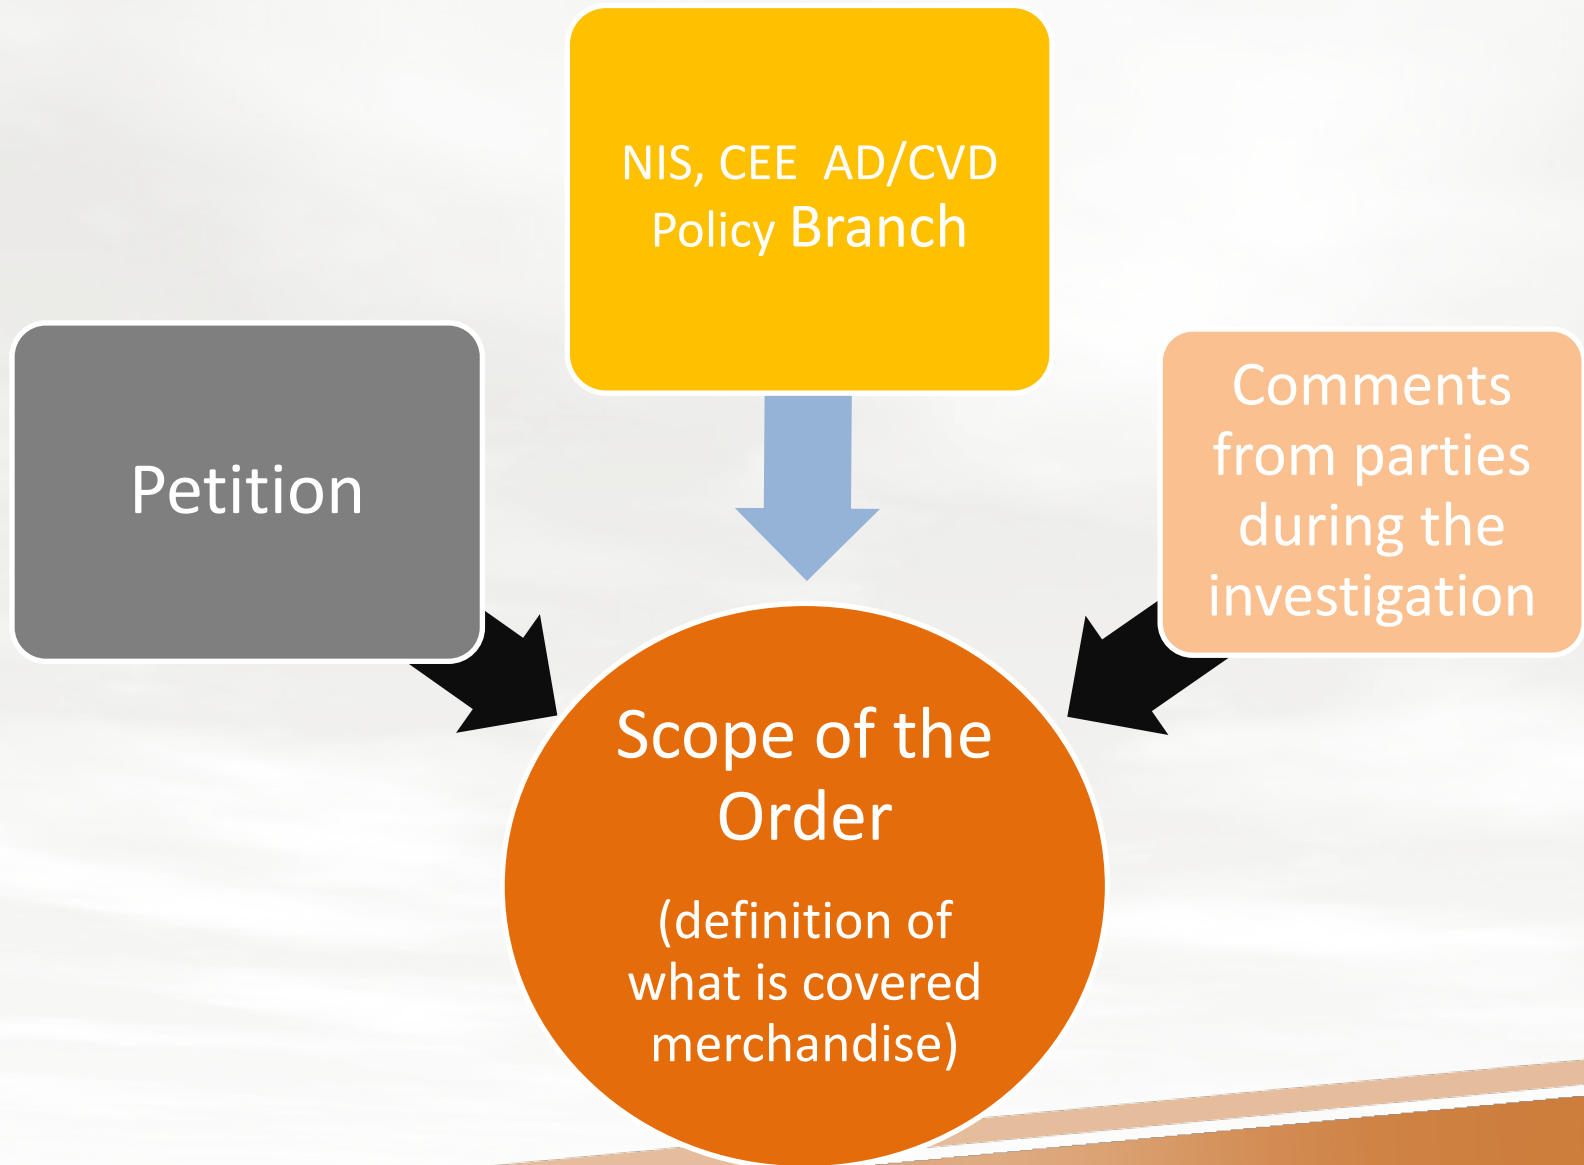 NIS, CEE  AD/CVD
Policy Branch
Petition
Comments
from parties
during the
investigation
Scope of the
Order
(definition of
what is covered
merchandise)